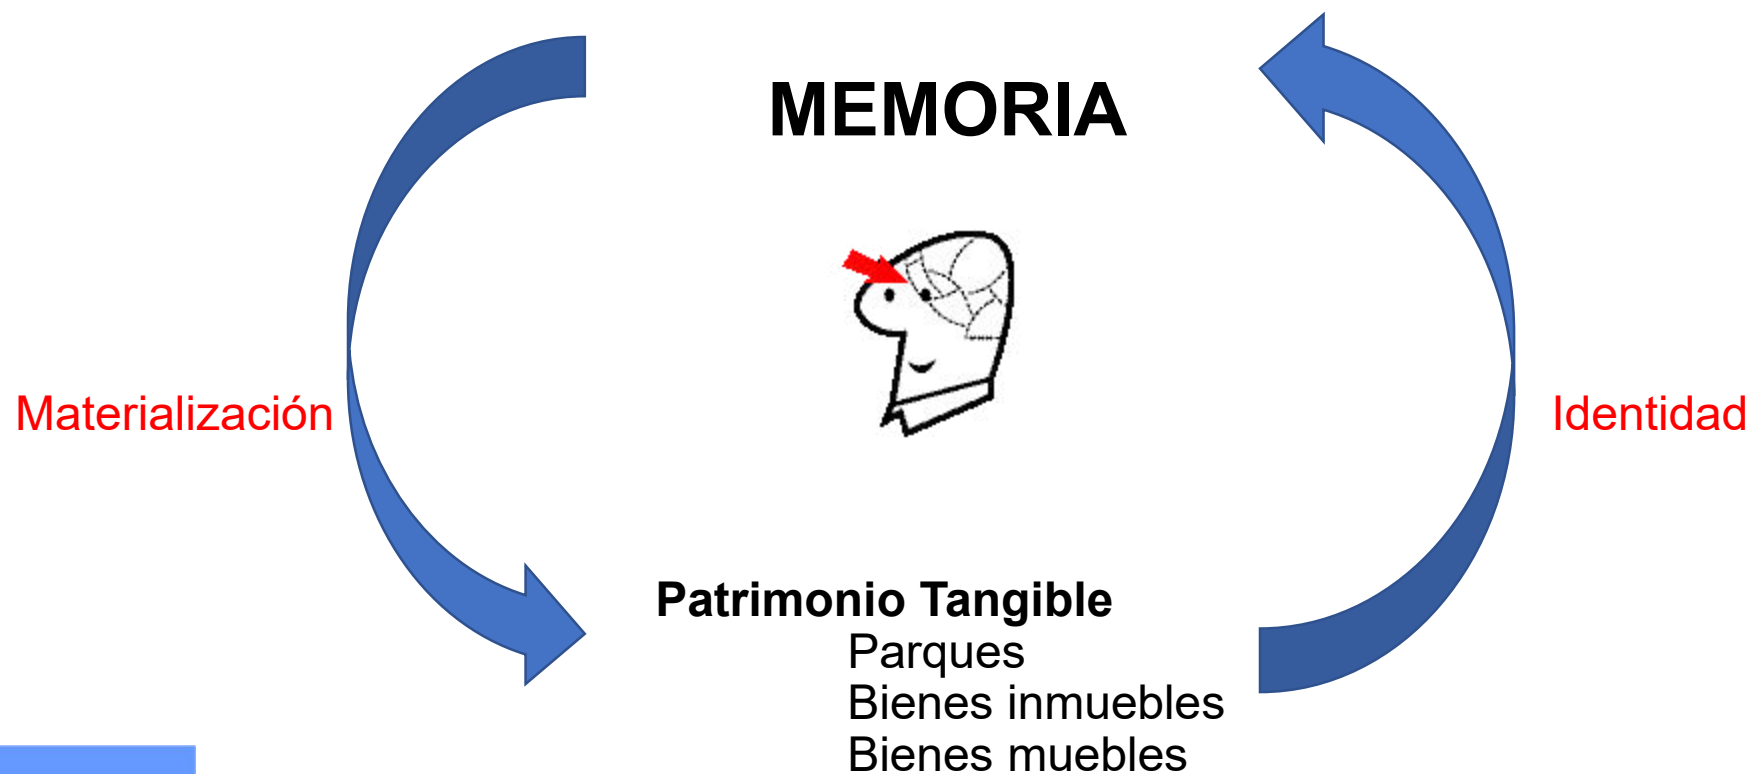 MEMORIA
Materialización
Identidad
Patrimonio Tangible
Parques
Bienes inmuebles
Bienes muebles